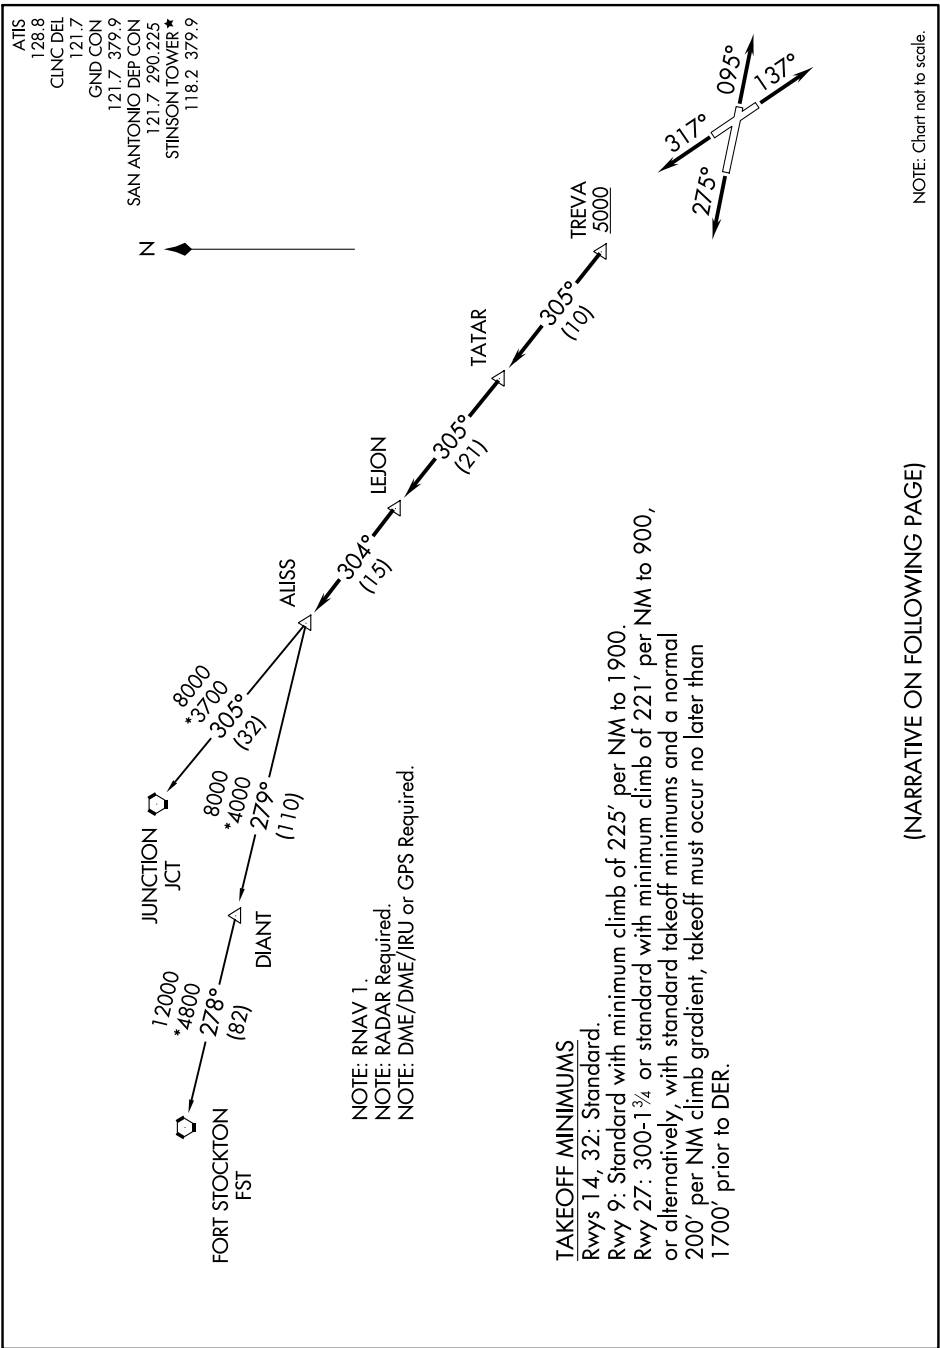 ATIS
128.8
CLNC DEL
121.7
GND CON
121.7 379.9
SAN ANTONIO DEP CON
121.7 290.225
STINSON TOWER★
118.2 379.9
N
317°
095°
137°
275°
TREVA
5000
305°
(10)
TATAR
305°
(21)
LEJON
304°
(15)
ALISS
8000
*3700
305°
(32)
JUNCTION
JCT
8000
*4000
279°
(110)
DIANT
12000
*4800
278°
(82)
FORT STOCKTON
FST
NOTE: RNAV 1.
NOTE: RADAR Required.
NOTE: DME/DME/IRU or GPS Required.
TAKEOFF MINIMUMS
Rwys 14, 32: Standard.
Rwy 9: Standard with minimum climb of 225' per NM to 1900.
Rwy 27: 300-1¾ or standard with minimum climb of 221' per NM to 900,
or alternatively, with standard takeoff minimums and a normal
200' per NM climb gradient, takeoff must occur no later than
1700' prior to DER.
(NARRATIVE ON FOLLOWING PAGE)
NOTE: Chart not to scale.